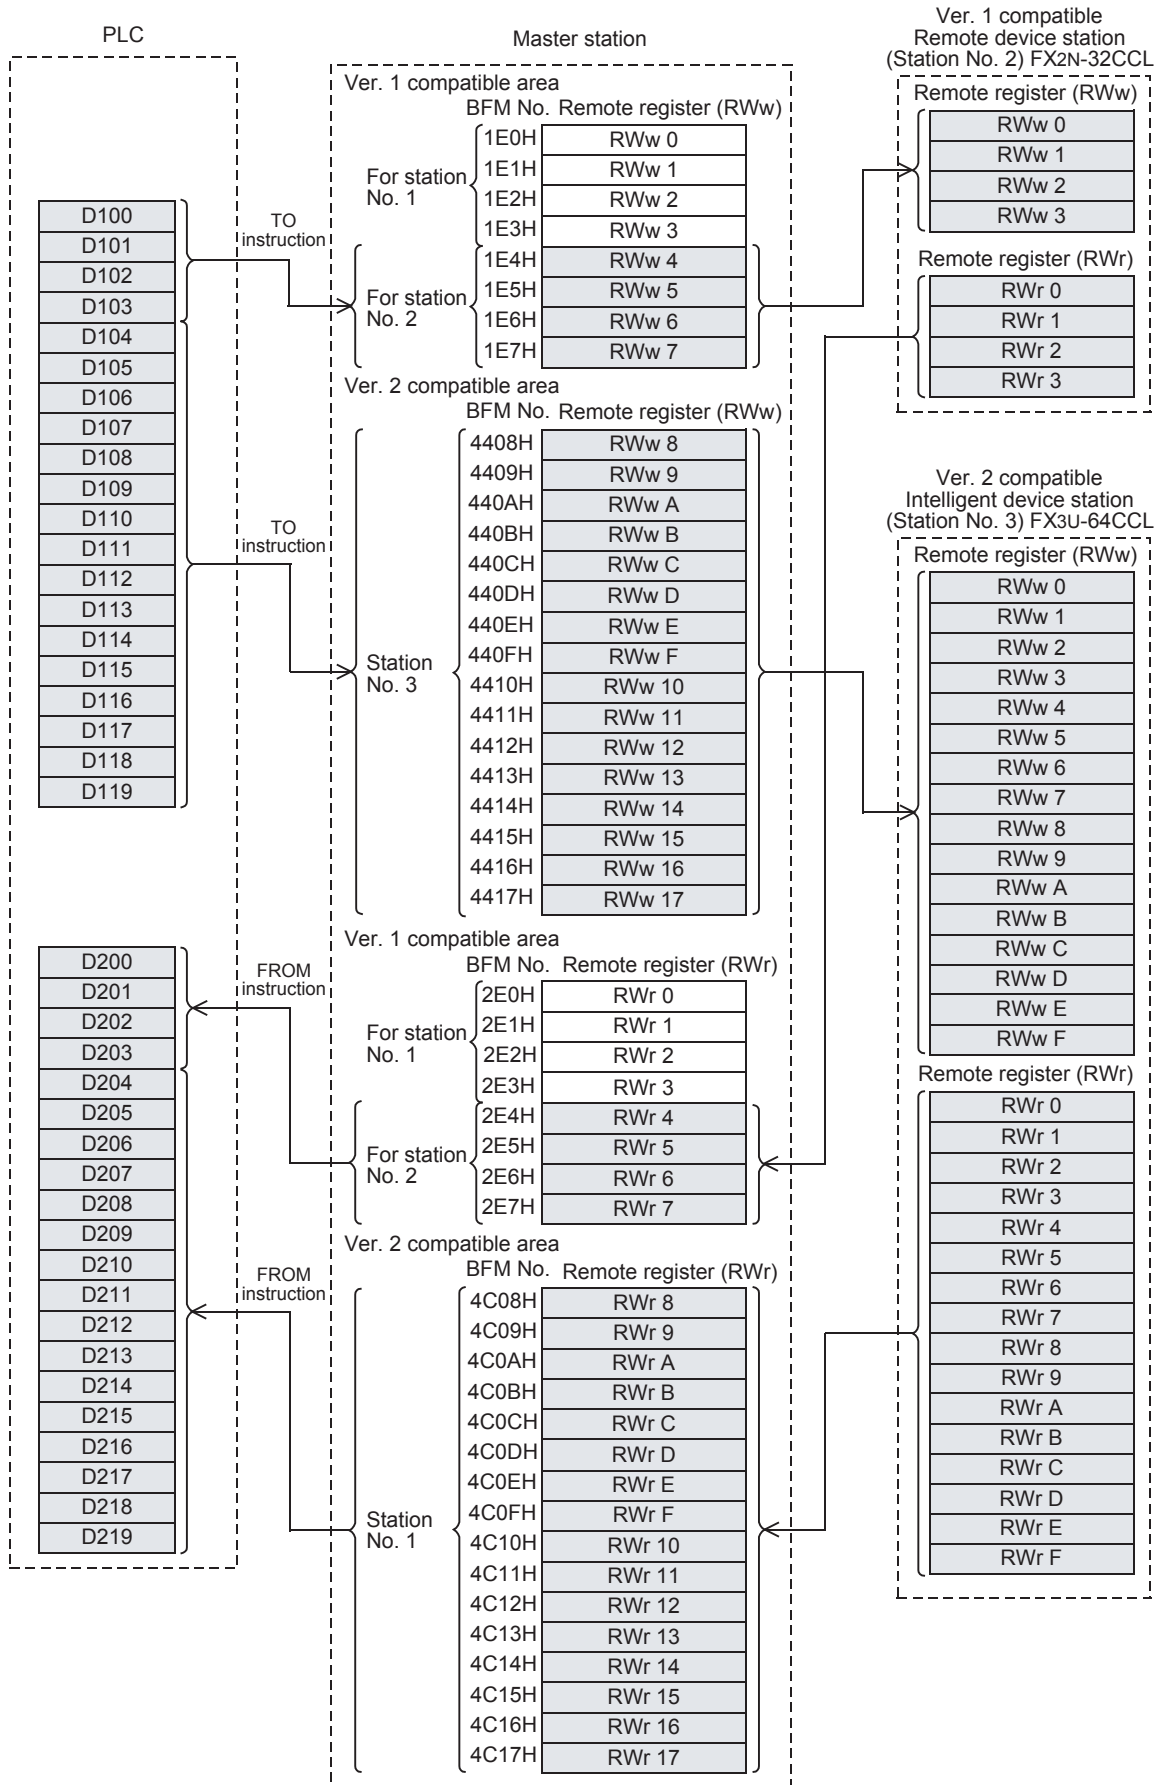 PLC
D100
D101
D102
D103
D104
D105
D106
D107
D108
D109
D110
D111
D112
D113
D114
D115
D116
D117
D118
D119
D200
D201
D202
D203
D204
D205
D206
D207
D208
D209
D210
D211
D212
D213
D214
D215
D216
D217
D218
D219
TO
instruction
TO
instruction
FROM
instruction
FROM
instruction
Master station
Ver. 1 compatible area
BFM No. Remote register (RWw)
For station
No. 1
1E0H RWw 0
1E1H RWw 1
1E2H RWw 2
1E3H RWw 3
For station
No. 2
1E4H RWw 4
1E5H RWw 5
1E6H RWw 6
1E7H RWw 7
Ver. 2 compatible area
BFM No. Remote register (RWw)
Station
No. 3
4408H RWw 8
4409H RWw 9
440AH RWw A
440BH RWw B
440CH RWw C
440DH RWw D
440EH RWw E
440FH RWw F
4410H RWw 10
4411H RWw 11
4412H RWw 12
4413H RWw 13
4414H RWw 14
4415H RWw 15
4416H RWw 16
4417H RWw 17
Ver. 1 compatible area
BFM No. Remote register (RWr)
For station
No. 1
2E0H RWr 0
2E1H RWr 1
2E2H RWr 2
2E3H RWr 3
For station
No. 2
2E4H RWr 4
2E5H RWr 5
2E6H RWr 6
2E7H RWr 7
Ver. 2 compatible area
BFM No. Remote register (RWr)
Station
No. 1
4C08H RWr 8
4C09H RWr 9
4C0AH RWr A
4C0BH RWr B
4C0CH RWr C
4C0DH RWr D
4C0EH RWr E
4C0FH RWr F
4C10H RWr 10
4C11H RWr 11
4C12H RWr 12
4C13H RWr 13
4C14H RWr 14
4C15H RWr 15
4C16H RWr 16
4C17H RWr 17
Ver. 1 compatible
Remote device station
(Station No. 2) FX2N-32CCL
Remote register (RWw)
RWw 0
RWw 1
RWw 2
RWw 3
Remote register (RWr)
RWr 0
RWr 1
RWr 2
RWr 3
Ver. 2 compatible
Intelligent device station
(Station No. 3) FX3U-64CCL
Remote register (RWw)
RWw 0
RWw 1
RWw 2
RWw 3
RWw 4
RWw 5
RWw 6
RWw 7
RWw 8
RWw 9
RWw A
RWw B
RWw C
RWw D
RWw E
RWw F
Remote register (RWr)
RWr 0
RWr 1
RWr 2
RWr 3
RWr 4
RWr 5
RWr 6
RWr 7
RWr 8
RWr 9
RWr A
RWr B
RWr C
RWr D
RWr E
RWr F